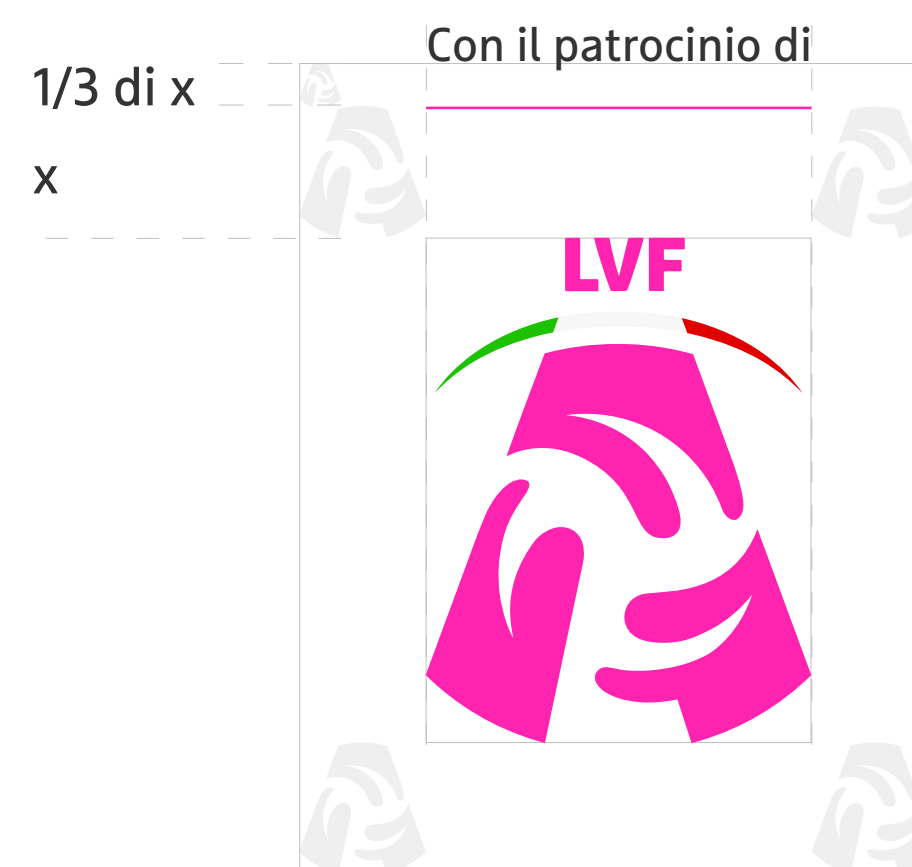 Con il patrocinio di
1/3 di x
x
LVF